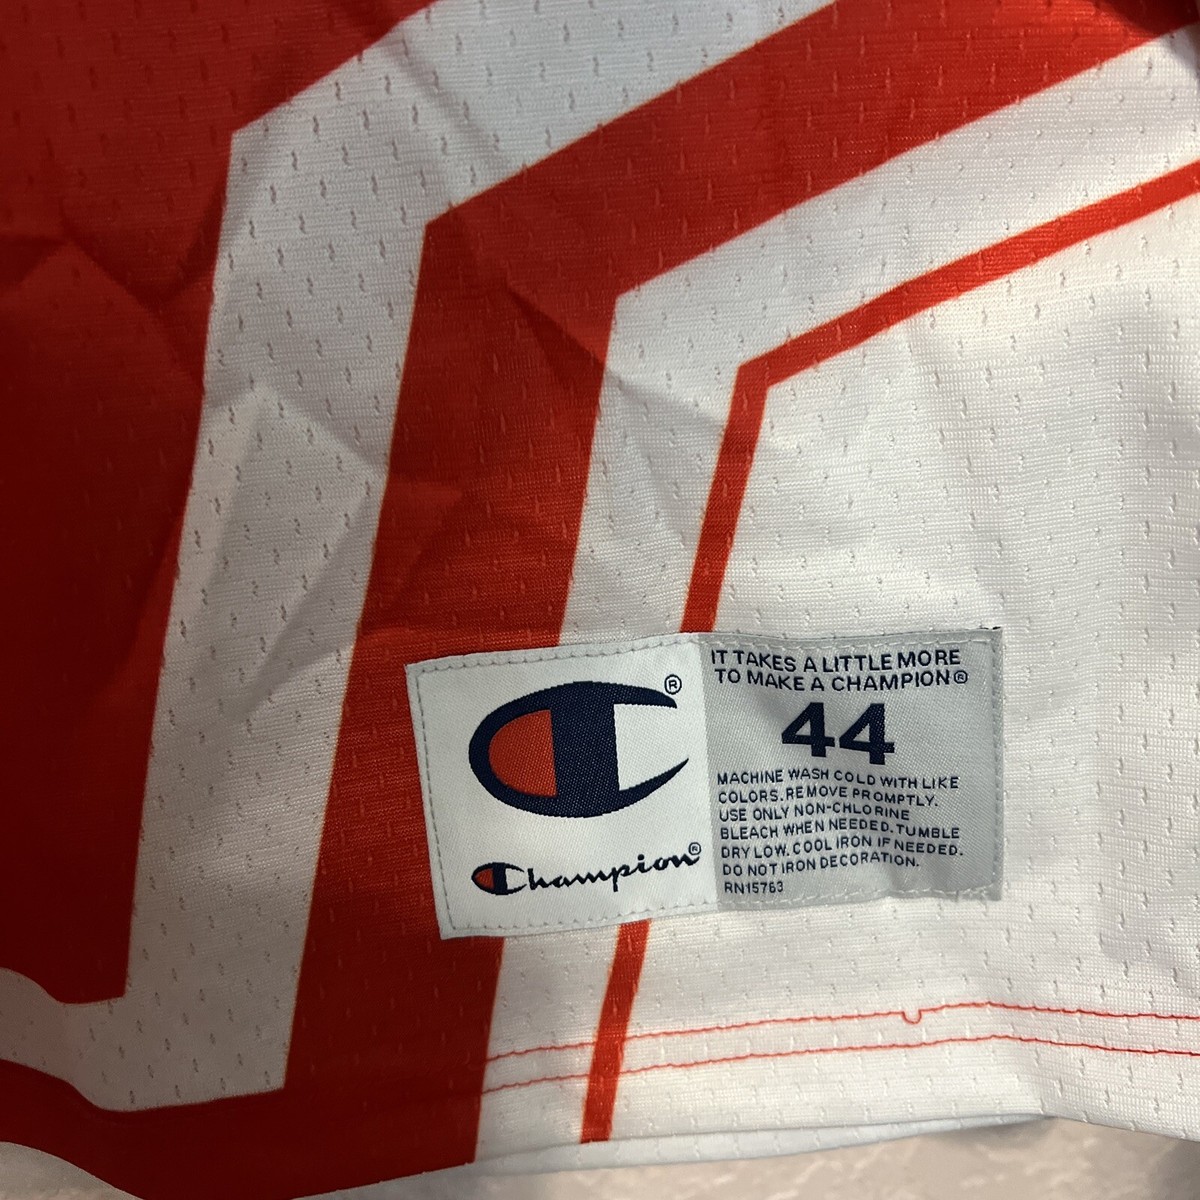 ®
Champion®
IT TAKES A LITTLE MORE
TO MAKE A CHAMPION®
44
MACHINE WASH COLD WITH LIKE
COLORS. REMOVE PROMPTLY.
USE ONLY NON-CHLORINE
BLEACH WHEN NEEDED. TUMBLE
DRY LOW. COOL IRON IF NEEDED.
DO NOT IRON DECORATION.
RN15763